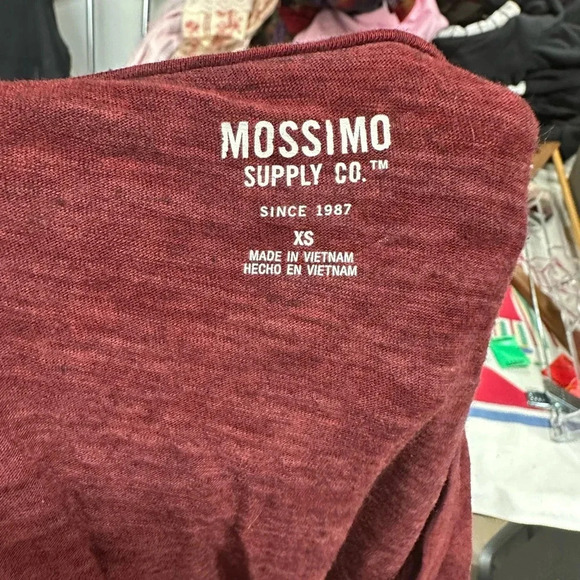 MOSSIMO
SUPPLY CO.™
SINCE 1987
XS
MADE IN VIETNAM
HECHO EN VIETNAM